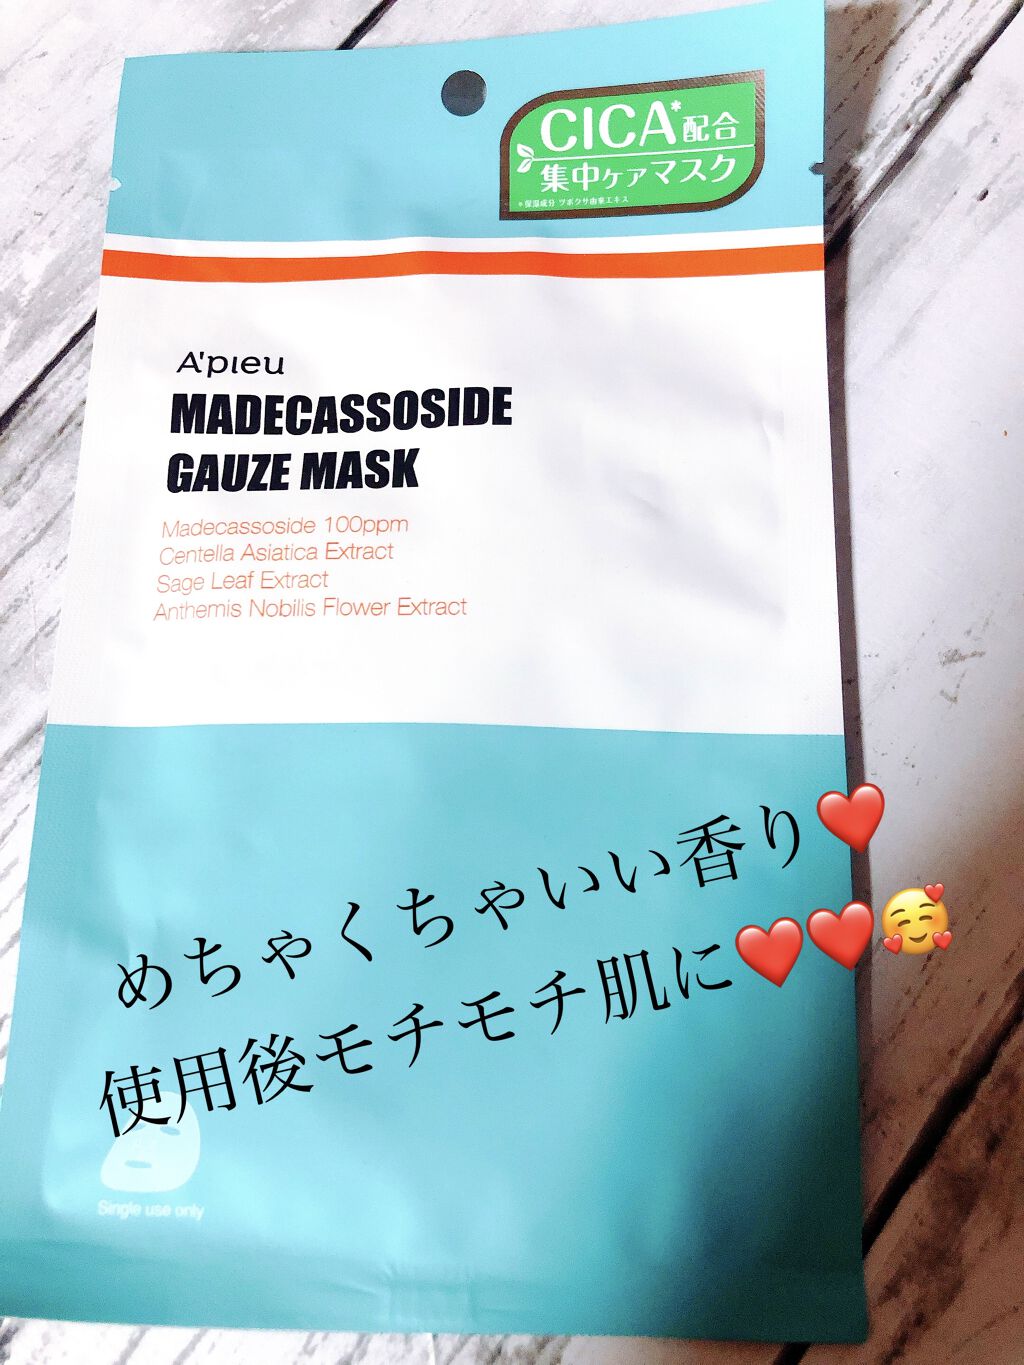 CICA*配合
集中ケアマスク
*保湿成分 ツボクサ由来エキス
A'pieu
MADECASSOSIDE
GAUZE MASK
Madecassoside 100ppm
Centella Asiatica Extract
Sage Leaf Extract
Anthemis Nobilis Flower Extract
めちゃくちゃいい香り❤️
使用後モチモチ肌に❤️❤️🥰
Single use only